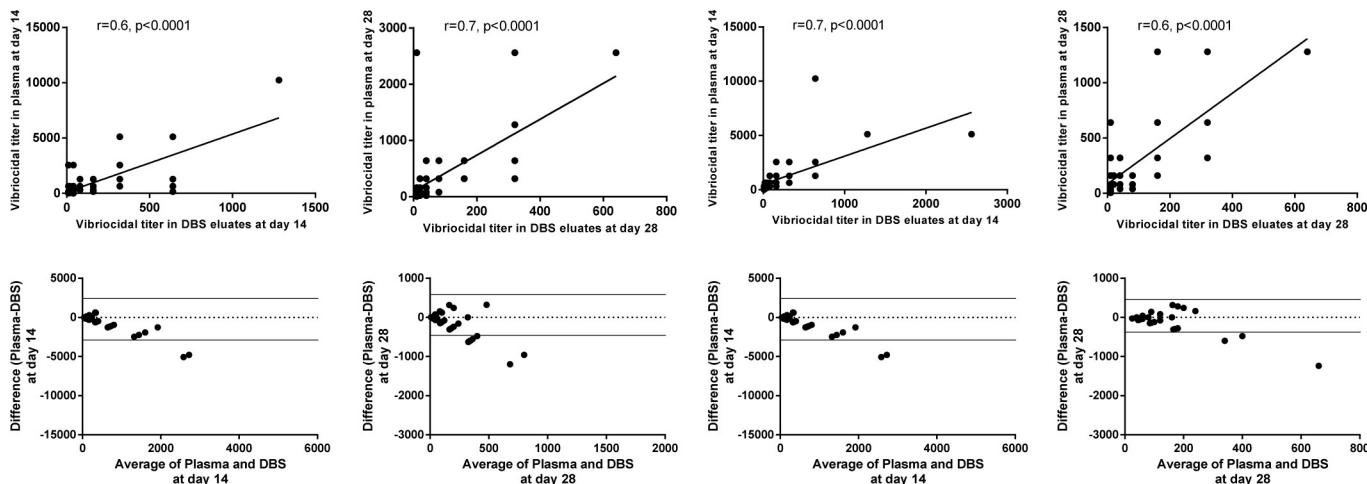 r=0.6, p<0.0001
Vibriocidal titer in plasma at day 14
15000
10000
5000
0
0 500 1000 1500
Vibriocidal titer in DBS eluates at day 14
r=0.7, p<0.0001
Vibriocidal titer in plasma at day 28
3000
2000
1000
0
0 200 400 600 800
Vibriocidal titer in DBS eluates at day 28
r=0.7, p<0.0001
Vibriocidal titer in plasma at day 14
15000
10000
5000
0
0 1000 2000 3000
Vibriocidal titer in DBS eluates at day 14
r=0.6, p<0.0001
Vibriocidal titer in plasma at day 28
1500
1000
500
0
0 200 400 600 800
Vibriocidal titer in DBS eluates at day 28
Difference (Plasma-DBS)
at day 14
5000
0
-5000
-10000
-15000
0 2000 4000 6000
Average of Plasma and DBS
at day 14
Difference (Plasma-DBS)
at day 28
1000
0
-1000
-2000
-3000
0 500 1000 1500 2000
Average of Plasma and DBS
at day 28
Difference (Plasma-DBS)
at day 14
5000
0
-5000
-10000
-15000
0 2000 4000 6000
Average of Plasma and DBS
at day 14
Difference (Plasma-DBS)
at day 28
1000
0
-1000
-2000
-3000
0 200 400 600 800
Average of Plasma and DBS
at day 28